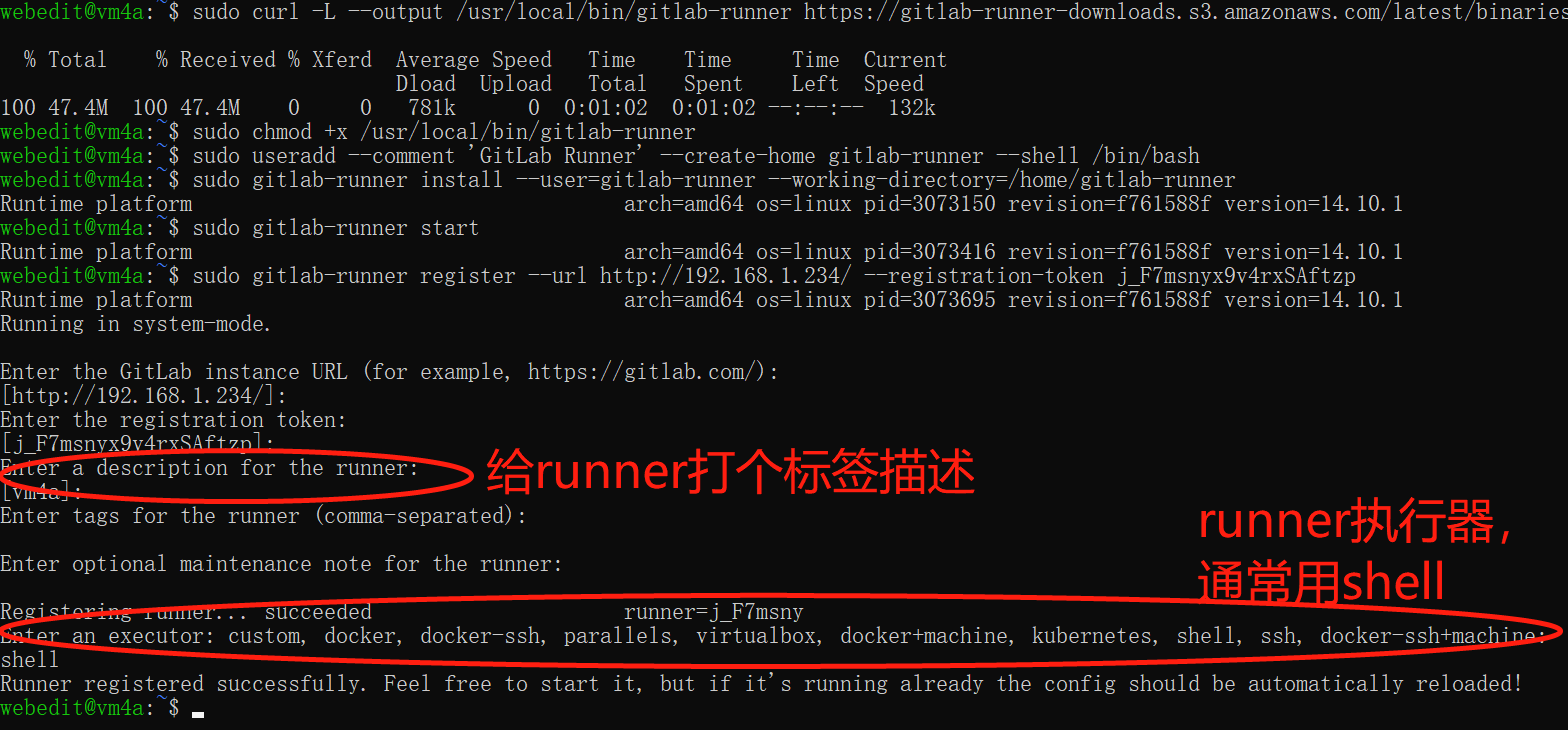 webedit@vm4a:~$ sudo curl -L --output /usr/local/bin/gitlab-runner https://gitlab-runner-downloads.s3.amazonaws.com/latest/binaries
% Total % Received % Xferd Average Speed Time Time Time Current
Dload Upload Total Spent Left Speed
100 47.4M 100 47.4M 0 0 781k 0 0:01:02 0:01:02 --:--:-- 132k
webedit@vm4a:~$ sudo chmod +x /usr/local/bin/gitlab-runner
webedit@vm4a:~$ sudo useradd --comment 'GitLab Runner' --create-home gitlab-runner --shell /bin/bash
webedit@vm4a:~$ sudo gitlab-runner install --user=gitlab-runner --working-directory=/home/gitlab-runner
Runtime platform arch=amd64 os=linux pid=3073150 revision=f761588f version=14.10.1
webedit@vm4a:~$ sudo gitlab-runner start
Runtime platform arch=amd64 os=linux pid=3073416 revision=f761588f version=14.10.1
webedit@vm4a:~$ sudo gitlab-runner register --url http://192.168.1.234/ --registration-token j_F7msnyx9v4rxSAftzp
Runtime platform arch=amd64 os=linux pid=3073695 revision=f761588f version=14.10.1
Running in system-mode.
Enter the GitLab instance URL (for example, https://gitlab.com/):
[http://192.168.1.234/]:
Enter the registration token:
[j_F7msnyx9v4rxSAftzp]:
Enter a description for the runner:
给runner打个标签描述
[vm4a]:
Enter tags for the runner (comma-separated):
runner执行器，
通常用shell
Enter optional maintenance note for the runner:
Registering runner... succeeded runner=j_F7msny
Enter an executor: custom, docker, docker-ssh, parallels, virtualbox, docker+machine, kubernetes, shell, ssh, docker-ssh+machine:
shell
Runner registered successfully. Feel free to start it, but if it's running already the config should be automatically reloaded!
webedit@vm4a:~$